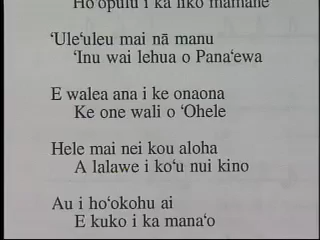 Ho‘opulu i ka liko mamane
‘Ule‘uleu mai nā manu
‘Inu wai lehua o Pana‘ewa
E walea ana i ke onaona
Ke one wali o ‘Ohele
Hele mai nei kou aloha
A lalawe i ko‘u nui kino
Au i ho‘okohu ai
E kuko i ka mana‘o